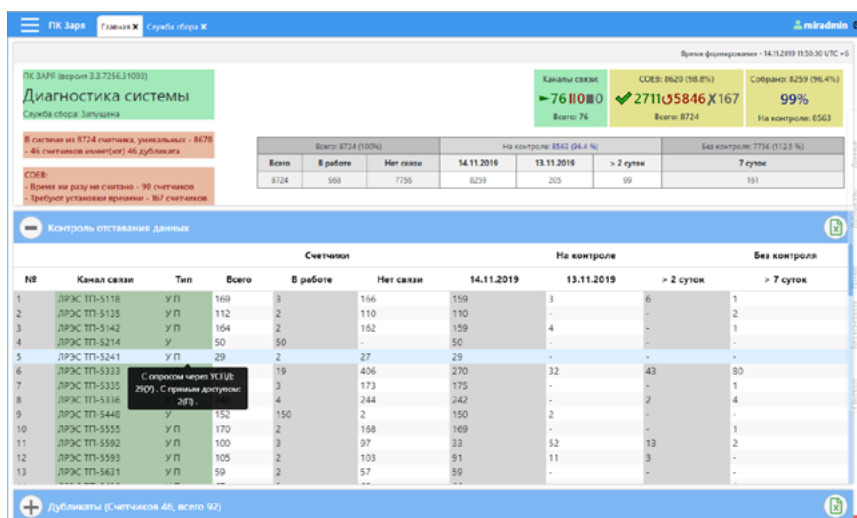 ПК Заря Главная X Служба сбора X miradmin
Время формирования - 14.11.2019 11:50:30 UTC +6
ПК ЗАРЯ (версия 3.3.7256.31093)
Диагностика системы
Служба сбора: Запущена
Каналы связи:
76 0 0
Всего: 76
СОЕВ: 8620 (98.8%)
2711 5846 167
Всего: 8724
Собрано: 8259 (96.4%)
99%
На контроле: 8563
В системе из 8724 счетчика, уникальных - 8678
- 46 счетчиков имеет(ют) 46 дубликата
СОЕВ:
- Время ни разу не считано - 90 счетчиков
- Требуют установки времени - 167 счетчиков
Всего: 8724 (100%) На контроле: 8563 (96.4 %) Без контроля: 7756 (112.5 %)
Всего В работе Нет связи 14.11.2019 13.11.2019 > 2 суток 7 суток
8724 968 7756 8259 205 99 161
Контроль отставания данных
Счетчики На контроле Без контроля
№ Канал связи Тип Всего В работе Нет связи 14.11.2019 13.11.2019 > 2 суток > 7 суток
1 ЛРЭС ТП-5118 У П 169 3 166 159 3 6 1
2 ЛРЭС ТП-5135 У П 112 2 110 110 - - 2
3 ЛРЭС ТП-5142 У П 164 2 162 159 4 - 1
4 ЛРЭС ТП-5214 У 50 50 - 50 - - -
5 ЛРЭС ТП-5241 У П 29 2 27 29 - - -
6 ЛРЭС ТП-5333 19 406 270 32 43 80
7 ЛРЭС ТП-5335 3 173 175 - - 1
8 ЛРЭС ТП-5336 4 244 242 - 2 4
9 ЛРЭС ТП-5448 У 152 150 2 150 2 - -
10 ЛРЭС ТП-5555 У П 170 2 168 169 - - 1
11 ЛРЭС ТП-5592 У П 100 3 97 33 52 13 2
12 ЛРЭС ТП-5593 У П 105 2 103 91 11 3 -
13 ЛРЭС ТП-5631 У П 59 2 57 59 - - -
С опросом через УСПД:
29(У) . С прямым доступом:
2(П) .
Дубликаты (Счетчиков 46, всего 92)